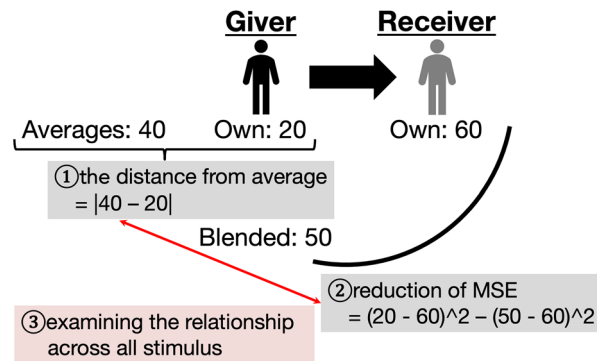 Giver
Receiver
Averages: 40
Own: 20
Own: 60
①the distance from average
= |40 – 20|
Blended: 50
②reduction of MSE
= (20 - 60)^2 – (50 - 60)^2
③examining the relationship
across all stimulus